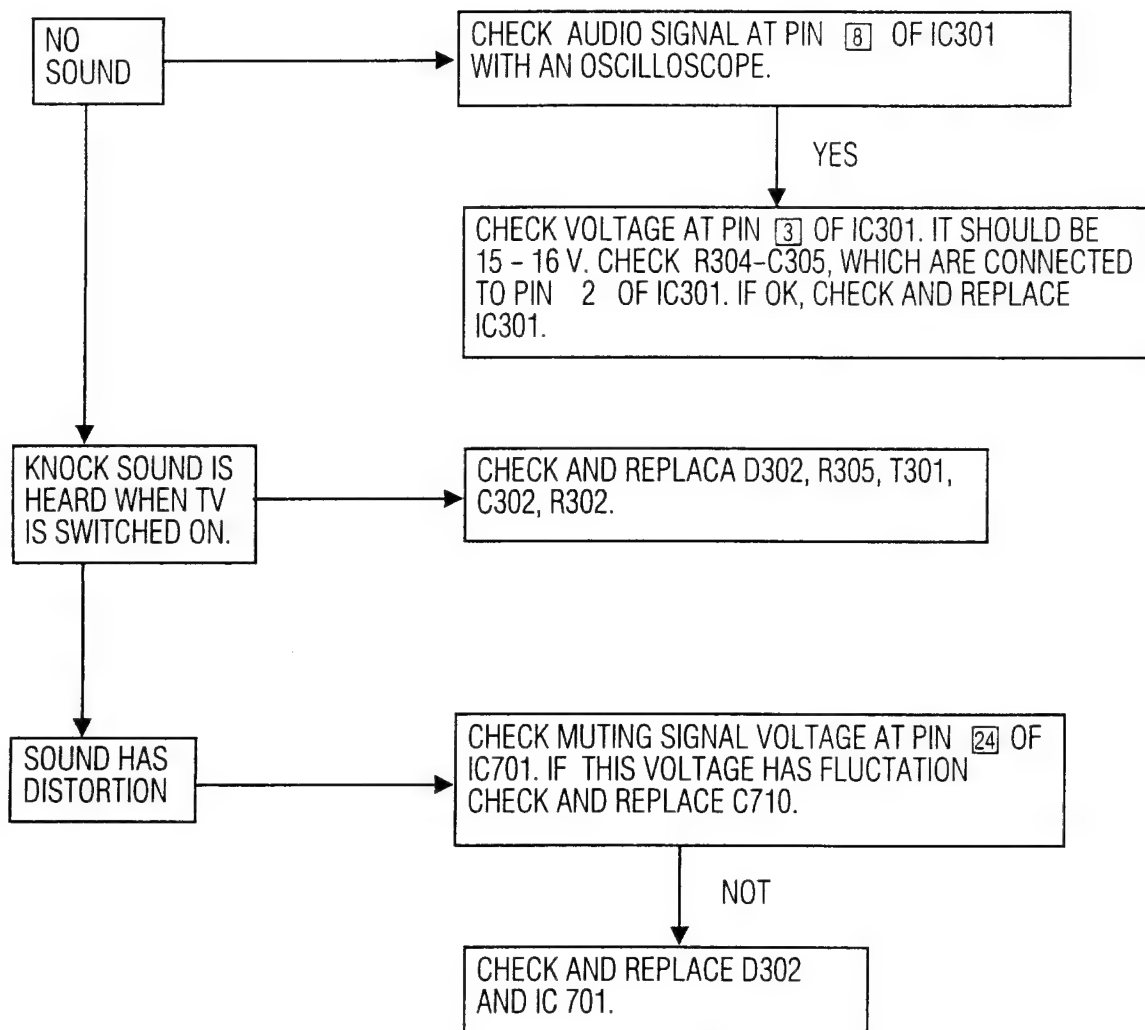 NO
SOUND
CHECK AUDIO SIGNAL AT PIN 8 OF IC301
WITH AN OSCILLOSCOPE.
YES
CHECK VOLTAGE AT PIN 3 OF IC301. IT SHOULD BE
15 – 16 V. CHECK R304–C305, WHICH ARE CONNECTED
TO PIN 2 OF IC301. IF OK, CHECK AND REPLACE
IC301.
KNOCK SOUND IS
HEARD WHEN TV
IS SWITCHED ON.
CHECK AND REPLACA D302, R305, T301,
C302, R302.
SOUND HAS
DISTORTION
CHECK MUTING SIGNAL VOLTAGE AT PIN 24 OF
IC701. IF THIS VOLTAGE HAS FLUCTATION
CHECK AND REPLACE C710.
NOT
CHECK AND REPLACE D302
AND IC 701.